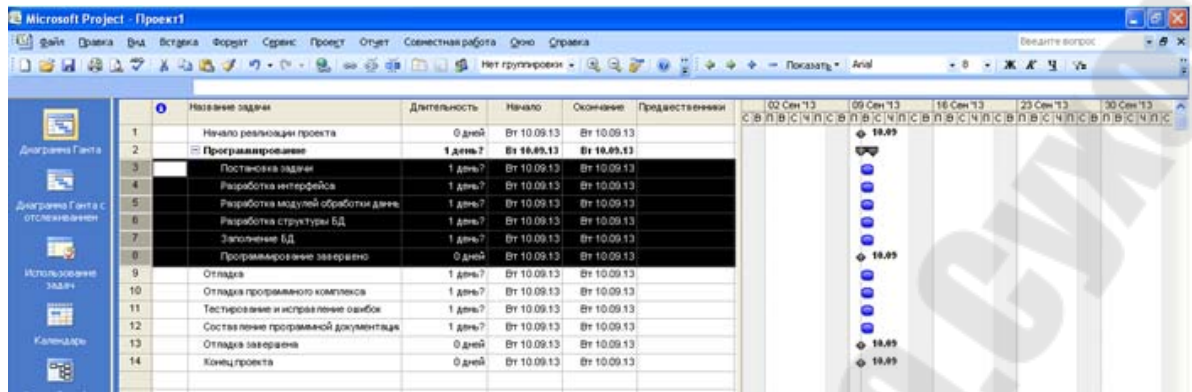 Microsoft Project - Проект1
Файл Правка Вид Вставка Формат Сервис Проект Отчет Совместная работа Окно Справка Введите вопрос
Нет группировки Показать Arial 8 Ж К Ч
Название задачи Длительность Начало Окончание Предшественники 02 Сен '13 09 Сен '13 16 Сен '13 23 Сен '13 30 Сен '13
С В П В С Ч П С В П В С Ч П С В П В С Ч П С В П В С Ч П С В П В С Ч П С
1 Начало реализации проекта 0 дней Вт 10.09.13 Вт 10.09.13 10.09
2 Программирование 1 день? Вт 10.09.13 Вт 10.09.13
3 Постановка задачи 1 день? Вт 10.09.13 Вт 10.09.13
4 Разработка интерфейса 1 день? Вт 10.09.13 Вт 10.09.13
5 Разработка модулей обработки данны 1 день? Вт 10.09.13 Вт 10.09.13
6 Разработка структуры БД 1 день? Вт 10.09.13 Вт 10.09.13
7 Заполнение БД 1 день? Вт 10.09.13 Вт 10.09.13
8 Программирование завершено 0 дней Вт 10.09.13 Вт 10.09.13 10.09
9 Отладка 1 день? Вт 10.09.13 Вт 10.09.13
10 Отладка программного комплекса 1 день? Вт 10.09.13 Вт 10.09.13
11 Тестирование и исправление ошибок 1 день? Вт 10.09.13 Вт 10.09.13
12 Составление программной документаци 1 день? Вт 10.09.13 Вт 10.09.13
13 Отладка завершена 0 дней Вт 10.09.13 Вт 10.09.13 10.09
14 Конец проекта 0 дней Вт 10.09.13 Вт 10.09.13 10.09
Диаграмма Ганта
Диаграмма Ганта с
отслеживанием
Использование
задач
Календарь